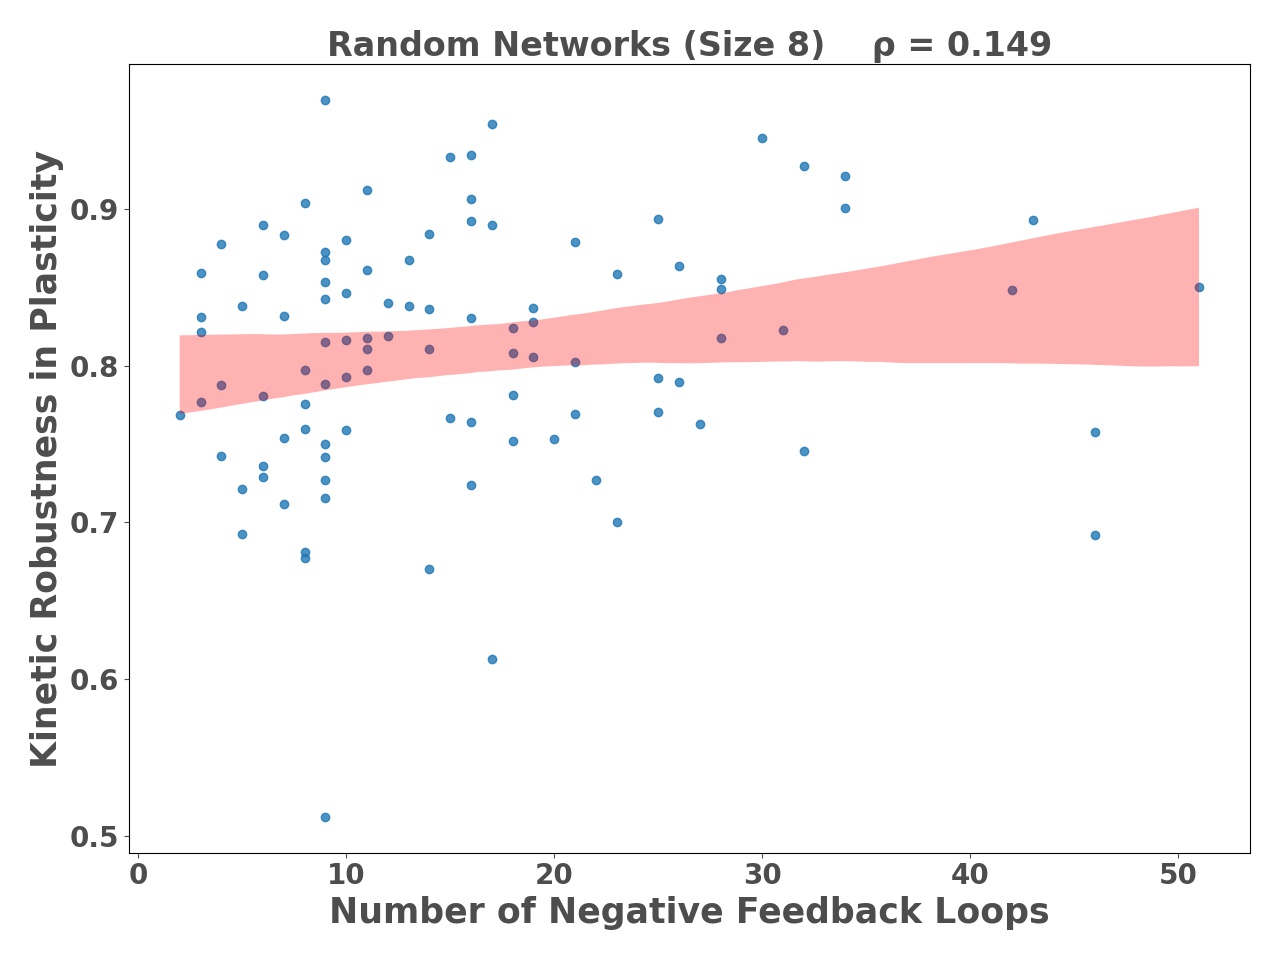 Random Networks (Size 8)    ρ = 0.149
Kinetic Robustness in Plasticity
0.9
0.8
0.7
0.6
0.5
0 10 20 30 40 50
Number of Negative Feedback Loops